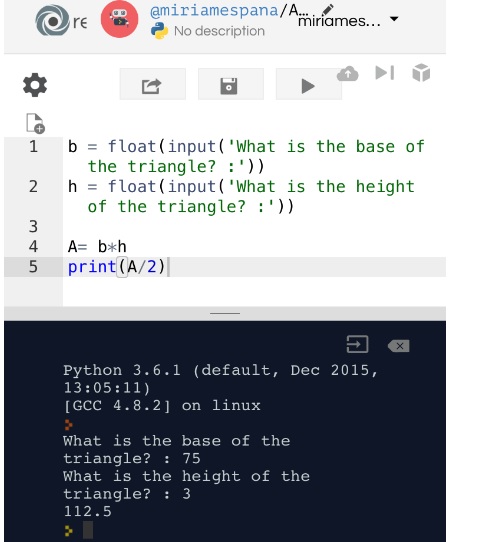 re
@miriamespana/A...
miriames...
No description
1 b = float(input('What is the base of
the triangle? :'))
2 h = float(input('What is the height
of the triangle? :'))
3
4 A= b*h
5 print(A/2)
Python 3.6.1 (default, Dec 2015,
13:05:11)
[GCC 4.8.2] on linux
What is the base of the
triangle? : 75
What is the height of the
triangle? : 3
112.5